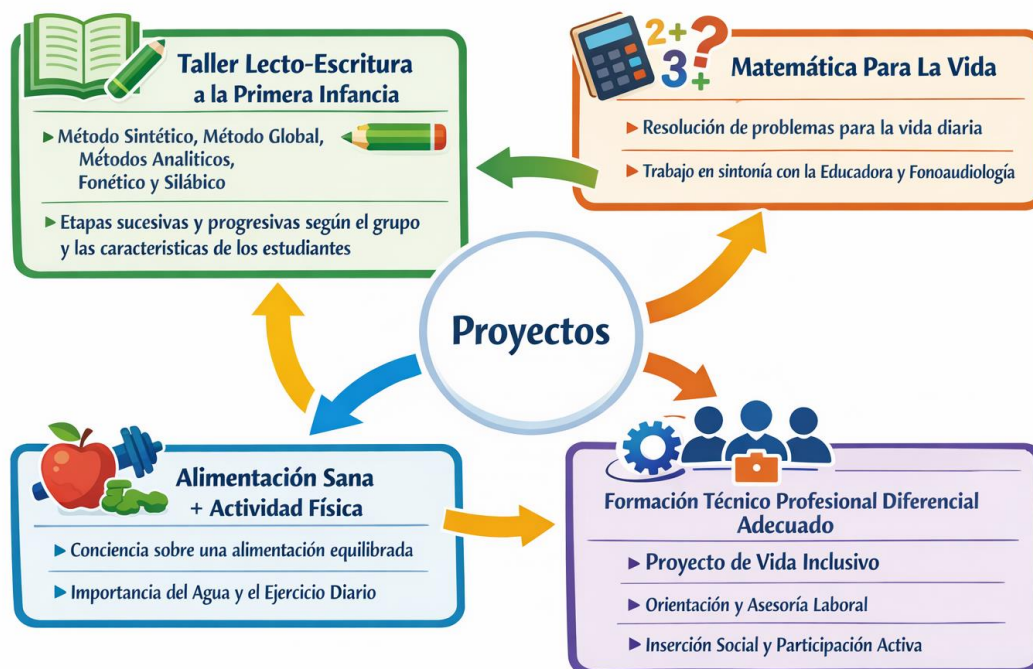 Taller Lecto-Escritura
a la Primera Infancia
▶ Método Sintético, Método Global,
Métodos Analiticos,
Fonético y Silábico
▶ Etapas sucesivas y progresivas según el grupo
y las caracteristicas de los estudiantes
2+
3
?
+
Matemática Para La Vida
▶ Resolución de problemas para la vida diaria
▶ Trabajo en sintonía con la Educadora y Fonoaudiología
Proyectos
Alimentación Sana
+ Actividad Física
▶ Conciencia sobre una alimentación equilibrada
▶ Importancia del Agua y el Ejercicio Diario
Formación Técnico Profesional Diferencial
Adecuado
▶ Proyecto de Vida Inclusivo
▶ Orientación y Asesoría Laboral
▶ Inserción Social y Participación Activa